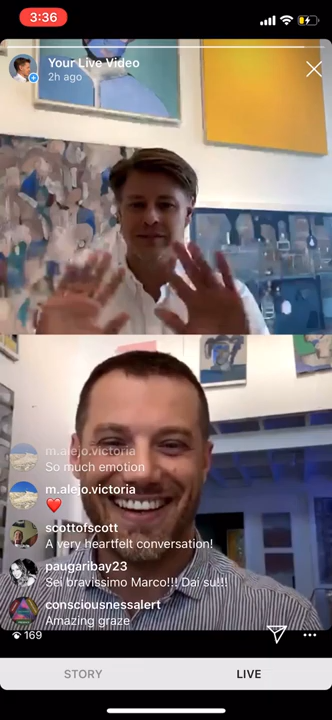 3:36
Your Live Video
2h ago
m.alejo.victoria
So much emotion
m.alejo.victoria
❤️
scottofscott
A very heartfelt conversation!
paugaribay23
Sei bravissimo Marco!!! Dai su!!!
consciousnessalert
Amazing graze
169
STORY
LIVE